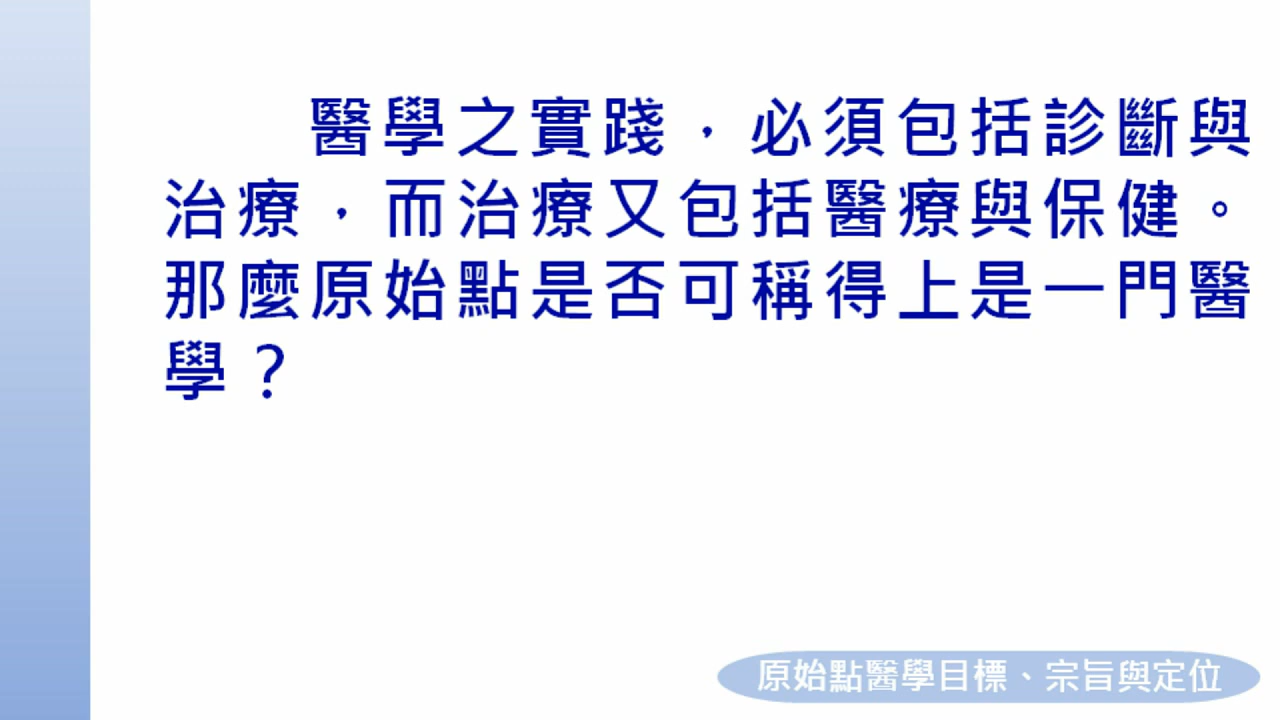 醫學之實踐，必須包括診斷與
治療，而治療又包括醫療與保健。
那麼原始點是否可稱得上是一門醫
學？
原始點醫學目標、宗旨與定位